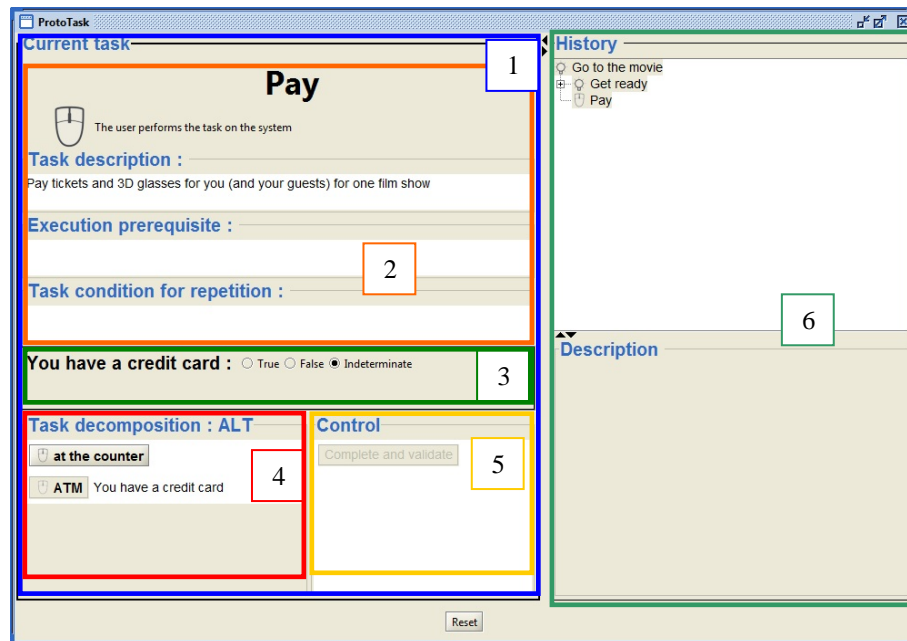 ProtoTask
Current task
1
Pay
The user performs the task on the system
Task description :
Pay tickets and 3D glasses for you (and your guests) for one film show
Execution prerequisite :
2
Task condition for repetition :
You have a credit card : True False Indeterminate
3
Task decomposition : ALT
at the counter
ATM You have a credit card
4
Control
Complete and validate
5
History
Go to the movie
Get ready
Pay
6
Description
Reset